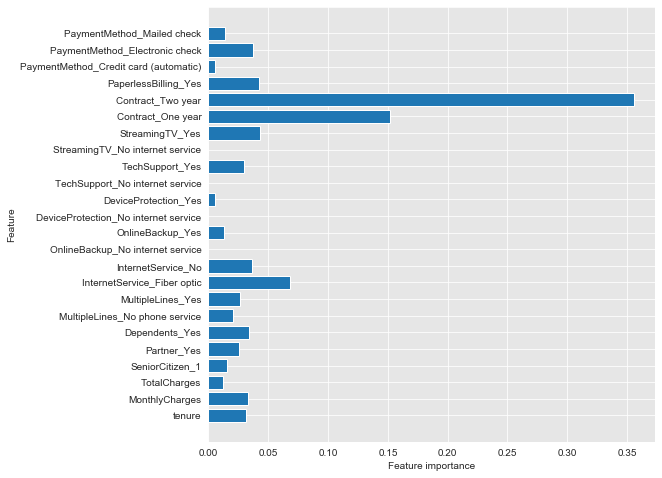 PaymentMethod_Mailed check
PaymentMethod_Electronic check
PaymentMethod_Credit card (automatic)
PaperlessBilling_Yes
Contract_Two year
Contract_One year
StreamingTV_Yes
StreamingTV_No internet service
TechSupport_Yes
TechSupport_No internet service
DeviceProtection_Yes
DeviceProtection_No internet service
OnlineBackup_Yes
OnlineBackup_No internet service
InternetService_No
InternetService_Fiber optic
MultipleLines_Yes
MultipleLines_No phone service
Dependents_Yes
Partner_Yes
SeniorCitizen_1
TotalCharges
MonthlyCharges
tenure
Feature
0.00 0.05 0.10 0.15 0.20 0.25 0.30 0.35
Feature importance